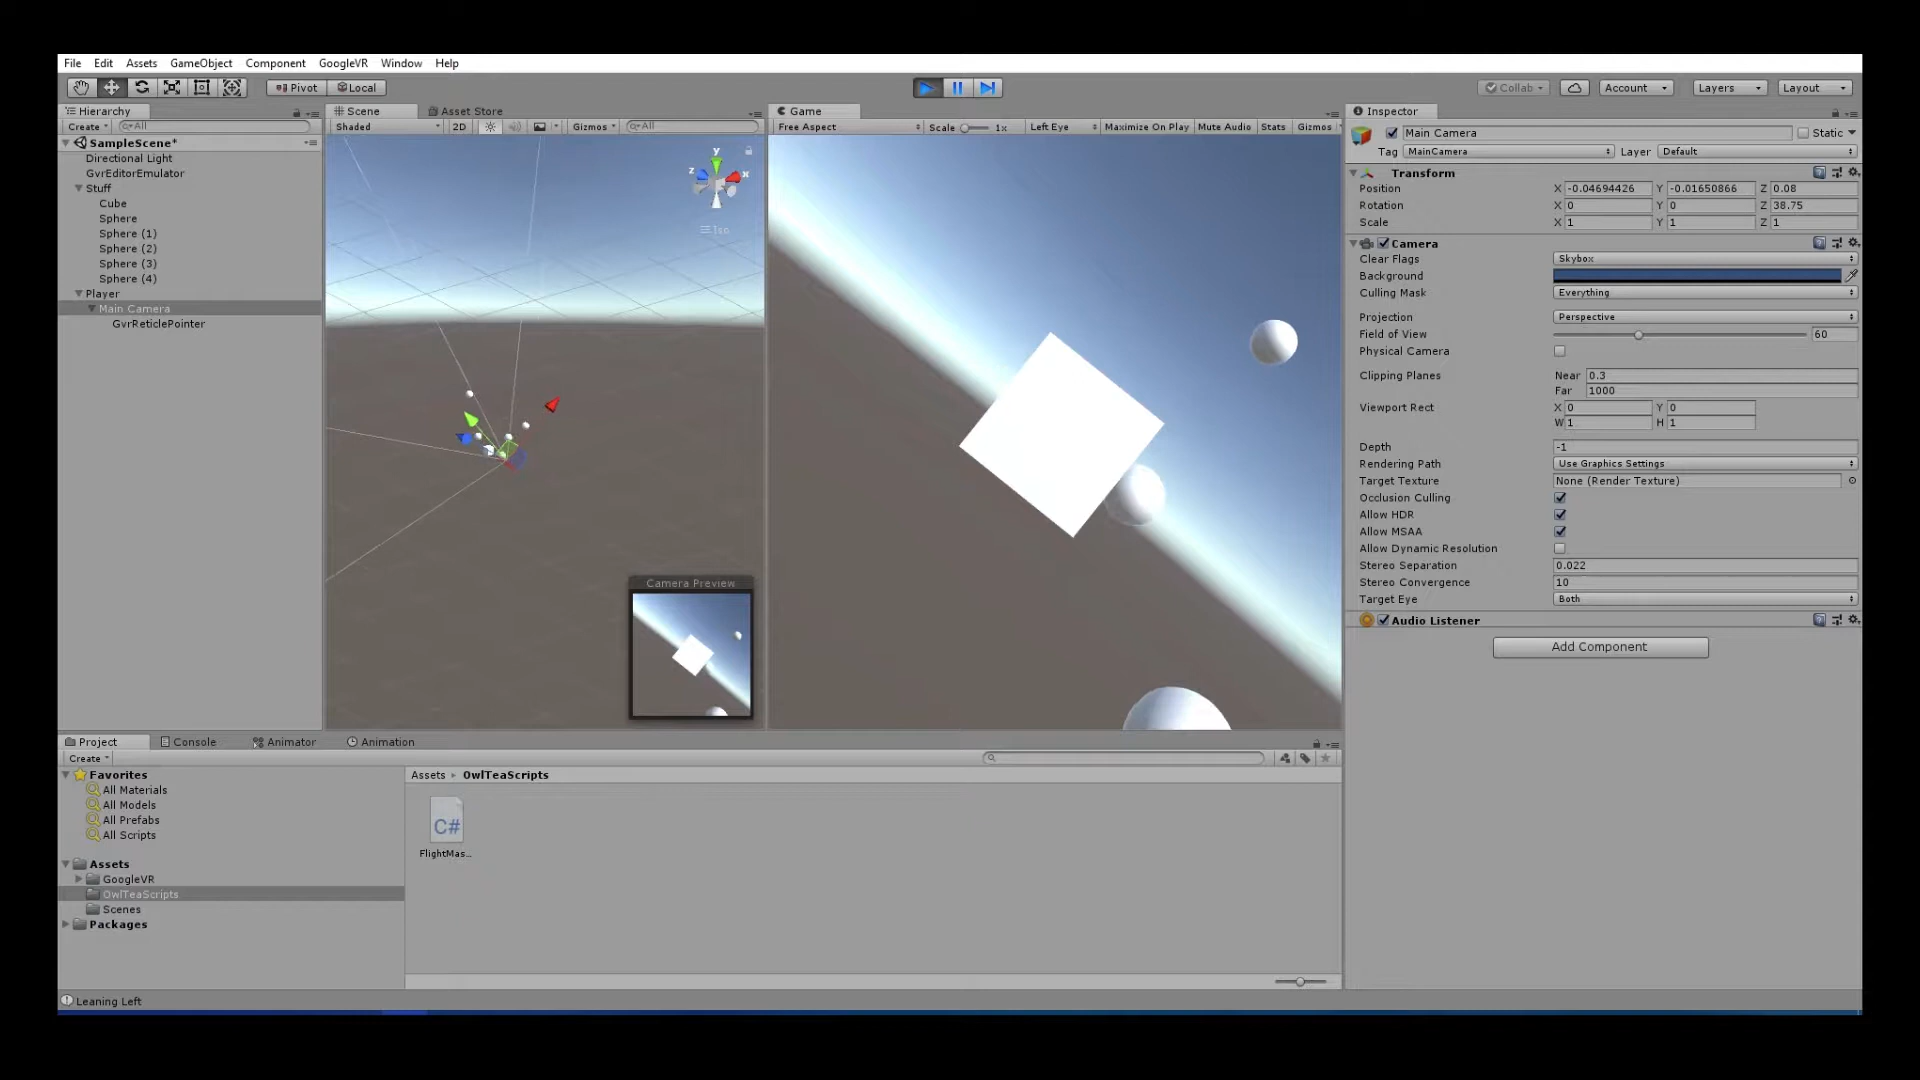 File Edit Assets GameObject Component GoogleVR Window Help
Pivot Local Collab Account Layers Layout
Hierarchy
Create All
SampleScene*
Directional Light
GvrEditorEmulator
Stuff
Cube
Sphere
Sphere (1)
Sphere (2)
Sphere (3)
Sphere (4)
Player
Main Camera
GvrReticlePointer
Scene Asset Store
Shaded 2D Gizmos All
y
z x
Iso
Camera Preview
Game
Free Aspect Scale 1x Left Eye Maximize On Play Mute Audio Stats Gizmos
Inspector
Main Camera Static
Tag MainCamera Layer Default
Transform
Position X -0.04694426 Y -0.01650866 Z 0.08
Rotation X 0 Y 0 Z 38.75
Scale X 1 Y 1 Z 1
Camera
Clear Flags Skybox
Background
Culling Mask Everything
Projection Perspective
Field of View 60
Physical Camera
Clipping Planes Near 0.3
Far 1000
Viewport Rect X 0 Y 0
W 1 H 1
Depth -1
Rendering Path Use Graphics Settings
Target Texture None (Render Texture)
Occlusion Culling
Allow HDR
Allow MSAA
Allow Dynamic Resolution
Stereo Separation 0.022
Stereo Convergence 10
Target Eye Both
Audio Listener
Add Component
Project Console Animator Animation
Create
Favorites
All Materials
All Models
All Prefabs
All Scripts
Assets
GoogleVR
OwlTeaScripts
Scenes
Packages
Assets OwlTeaScripts
C#
FlightMas...
Leaning Left